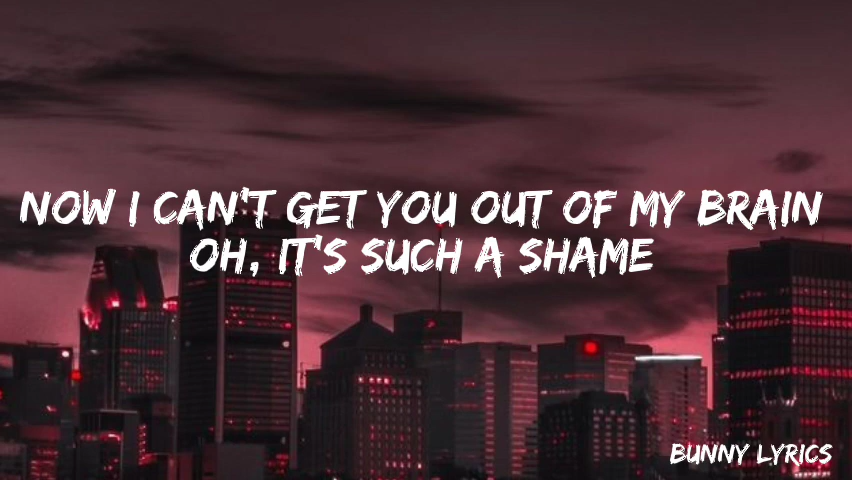 NOW I CAN'T GET YOU OUT OF MY BRAIN
OH, IT'S SUCH A SHAME
BUNNY LYRICS